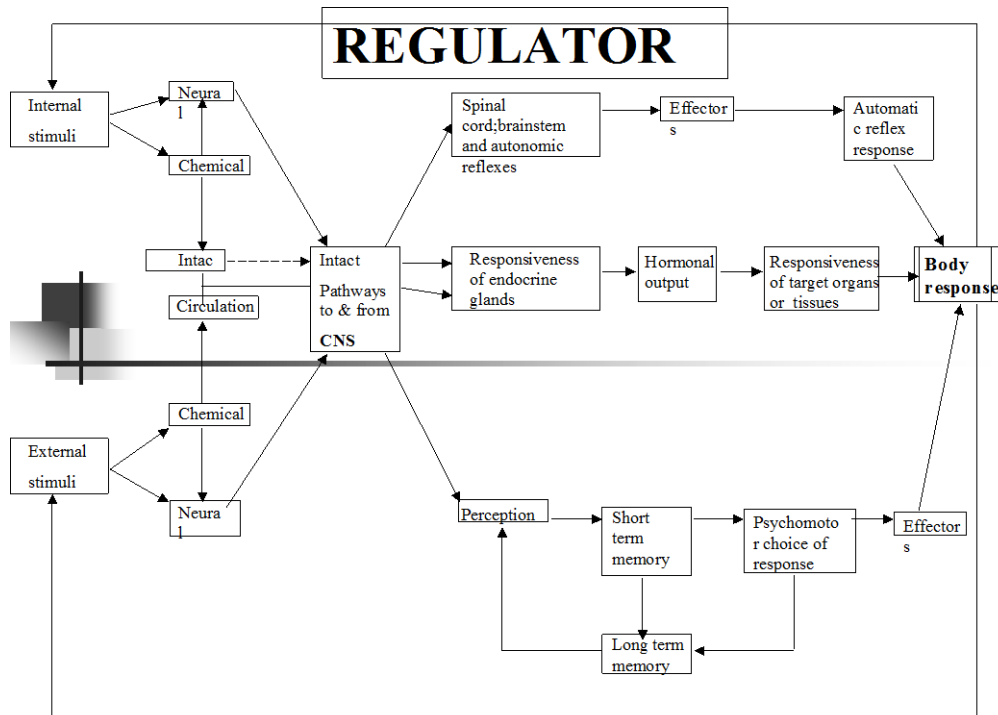 REGULATOR
Internal
stimuli
Neura
l
Chemical
Intac
Circulation
Chemical
External
stimuli
Neura
l
Intact
Pathways
to & from
CNS
Spinal
cord;brainstem
and autonomic
reflexes
Effector
s
Automati
c reflex
response
Responsiveness
of endocrine
glands
Hormonal
output
Responsiveness
of target organs
or tissues
Body
response
Perception
Short
term
memory
Psychomoto
r choice of
response
Effector
s
Long term
memory